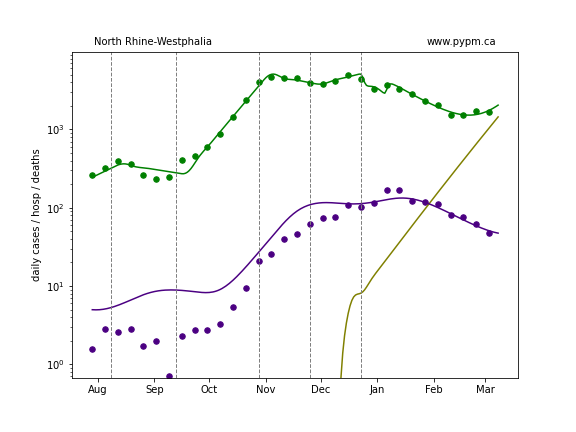 North Rhine-Westphalia www.pypm.ca
daily cases / hosp / deaths
10³
10²
10¹
10⁰
Aug Sep Oct Nov Dec Jan Feb Mar